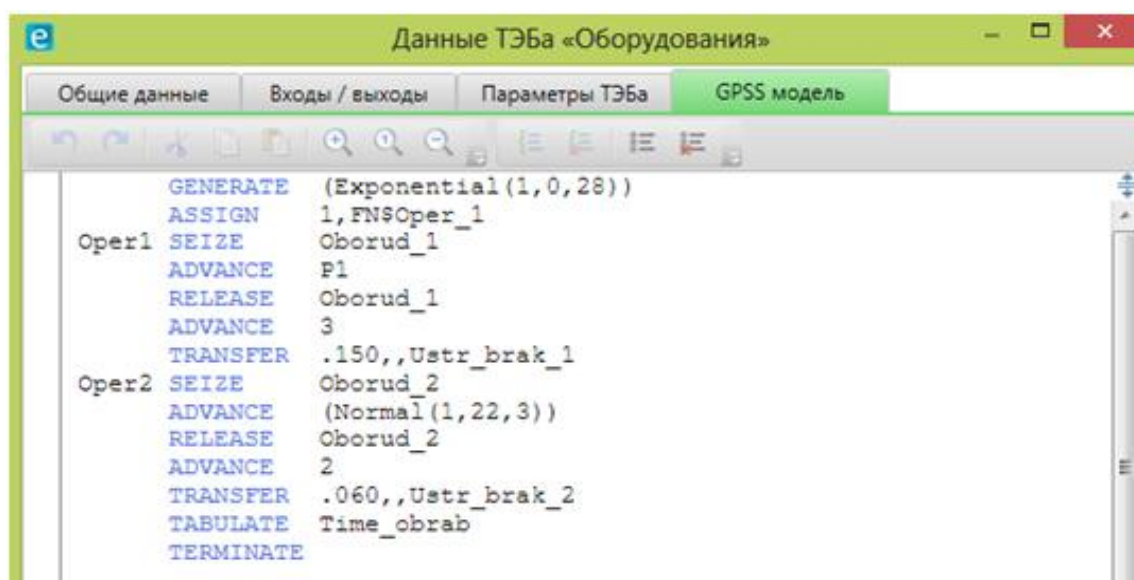 Данные ТЭБа «Оборудования»
Общие данные Входы / выходы Параметры ТЭБа GPSS модель
GENERATE (Exponential(1,0,28))
ASSIGN 1,FN$Oper_1
Oper1 SEIZE Oborud_1
ADVANCE P1
RELEASE Oborud_1
ADVANCE 3
TRANSFER .150,,Ustr_brak_1
Oper2 SEIZE Oborud_2
ADVANCE (Normal(1,22,3))
RELEASE Oborud_2
ADVANCE 2
TRANSFER .060,,Ustr_brak_2
TABULATE Time_obrab
TERMINATE